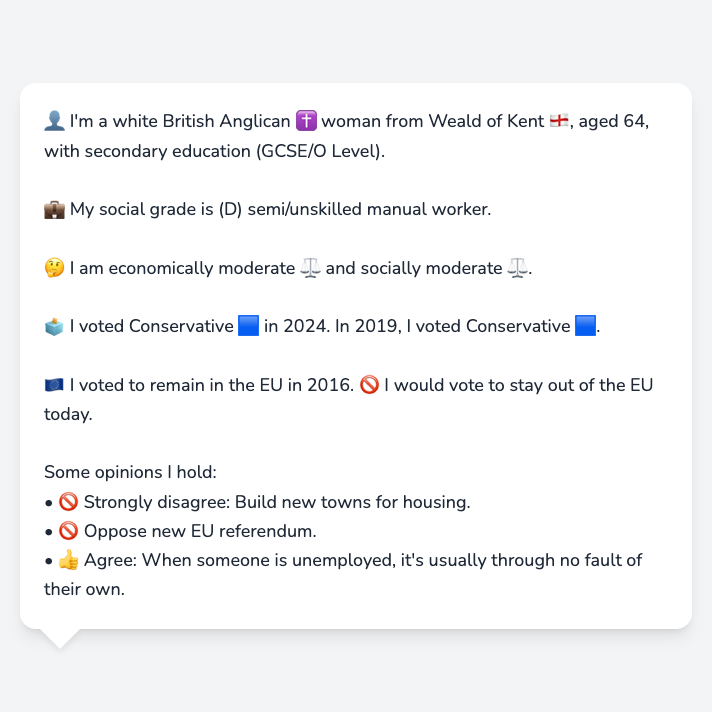 👤 I'm a white British Anglican ✝️ woman from Weald of Kent 🏴󠁧󠁢󠁥󠁮󠁧󠁿, aged 64,
with secondary education (GCSE/O Level).
💼 My social grade is (D) semi/unskilled manual worker.
🤔 I am economically moderate ⚖️ and socially moderate ⚖️.
🗳️ I voted Conservative 🟦 in 2024. In 2019, I voted Conservative 🟦.
🇪🇺 I voted to remain in the EU in 2016. 🚫 I would vote to stay out of the EU
today.
Some opinions I hold:
• 🚫 Strongly disagree: Build new towns for housing.
• 🚫 Oppose new EU referendum.
• 👍 Agree: When someone is unemployed, it's usually through no fault of
their own.